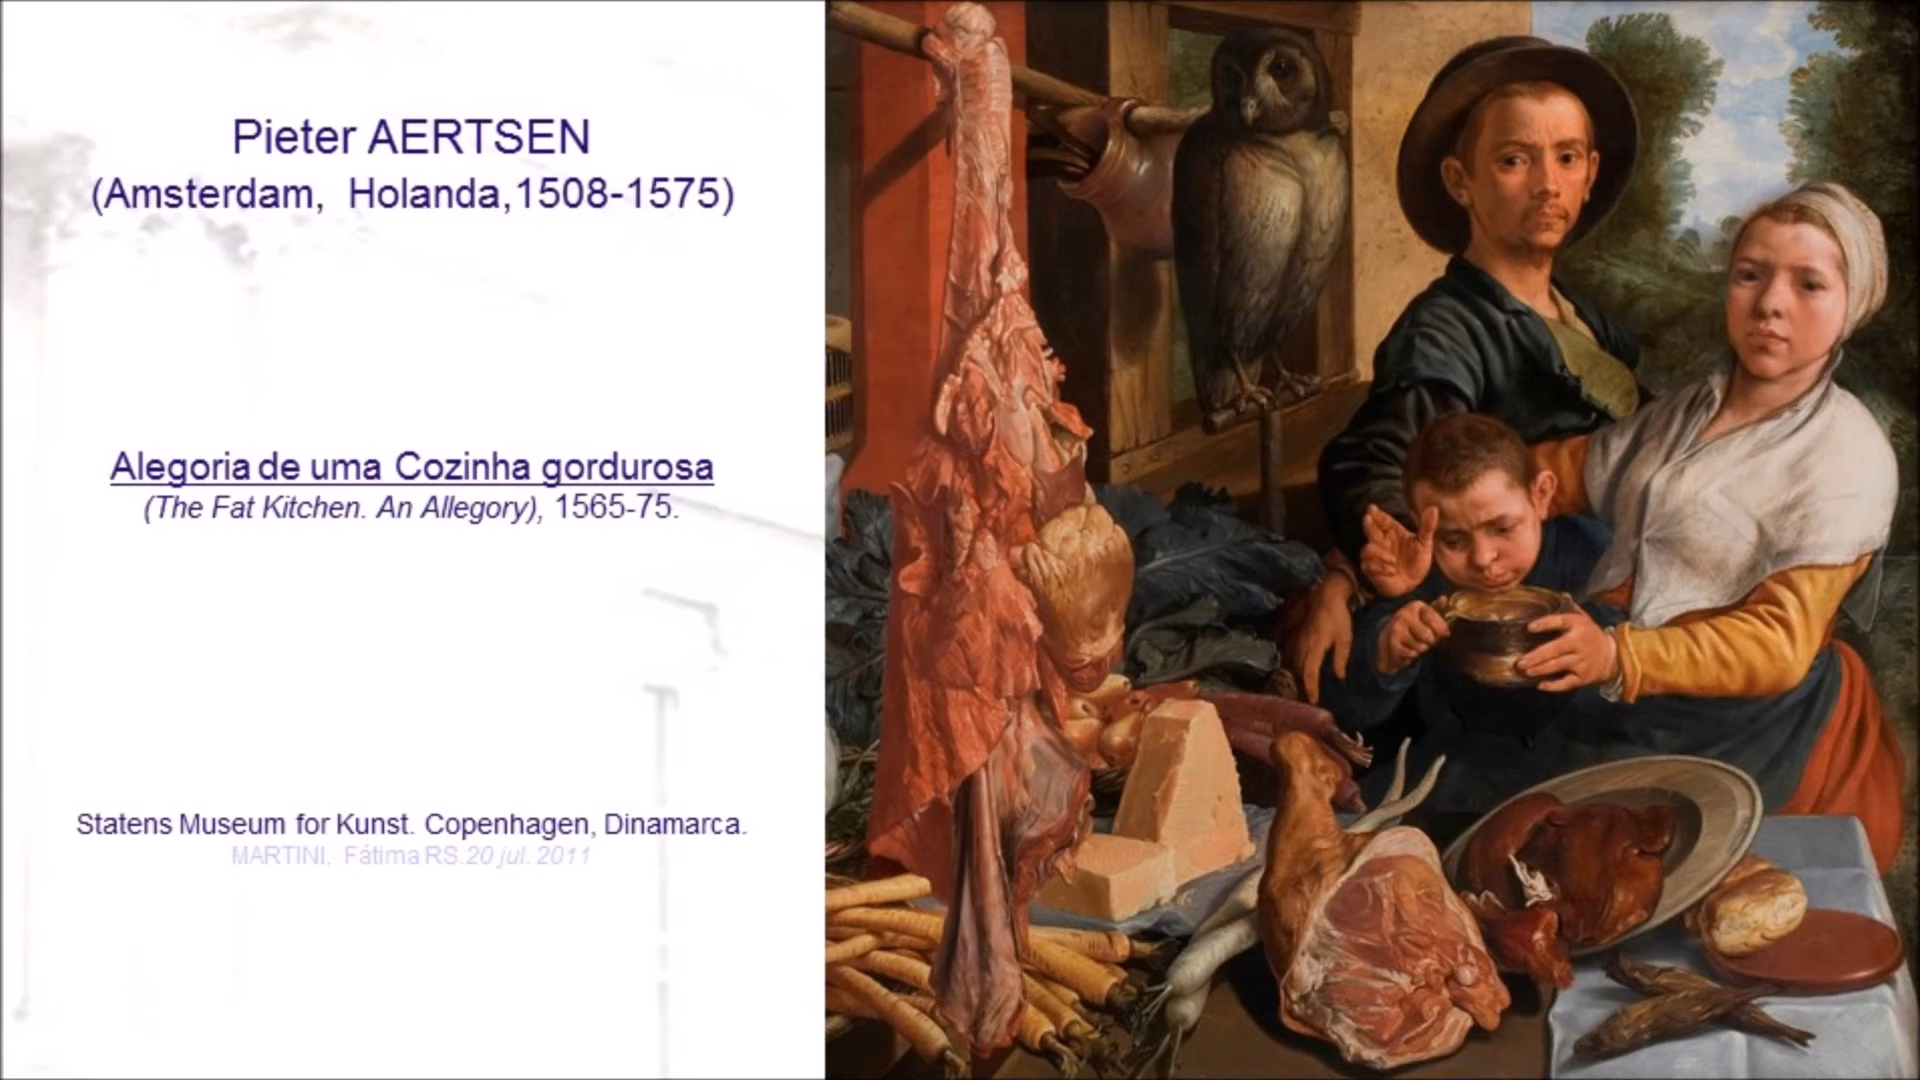 Pieter AERTSEN
(Amsterdam, Holanda,1508-1575)
Alegoria de uma Cozinha gordurosa
(The Fat Kitchen. An Allegory), 1565-75.
Statens Museum for Kunst. Copenhagen, Dinamarca.
MARTINI, Fátima RS.20 jul. 2011